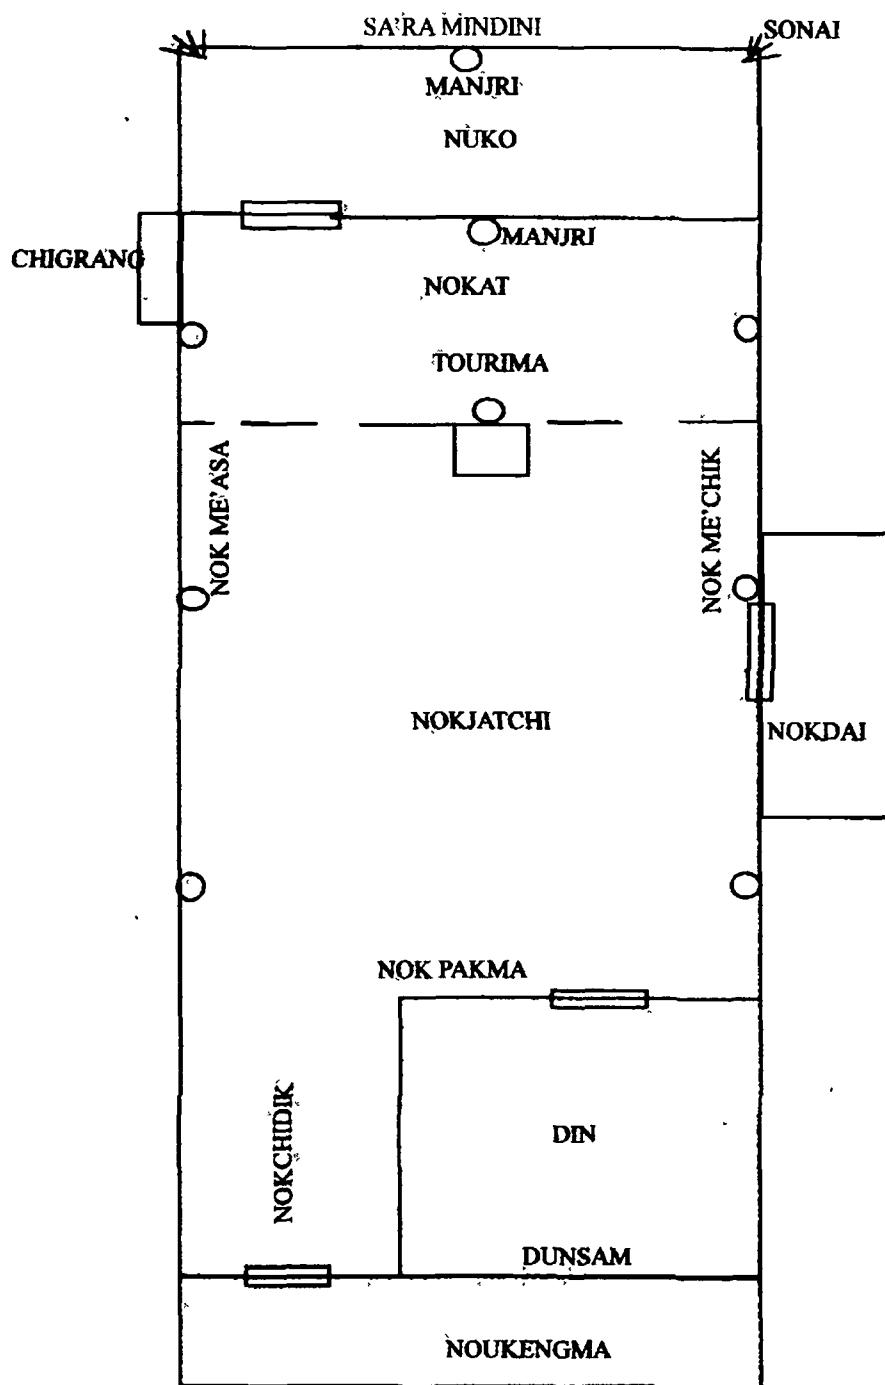 SA'RA MINDINI
SONAI
MANJRI
NUKO
MANJRI
CHIGRANG
NOKAT
TOURIMA
NOK ME'ASA
NOK ME'CHIK
NOKJATCHI
NOKDAI
NOK PAKMA
NOKCHIDIK
DIN
DUNSAM
NOUKENGMA